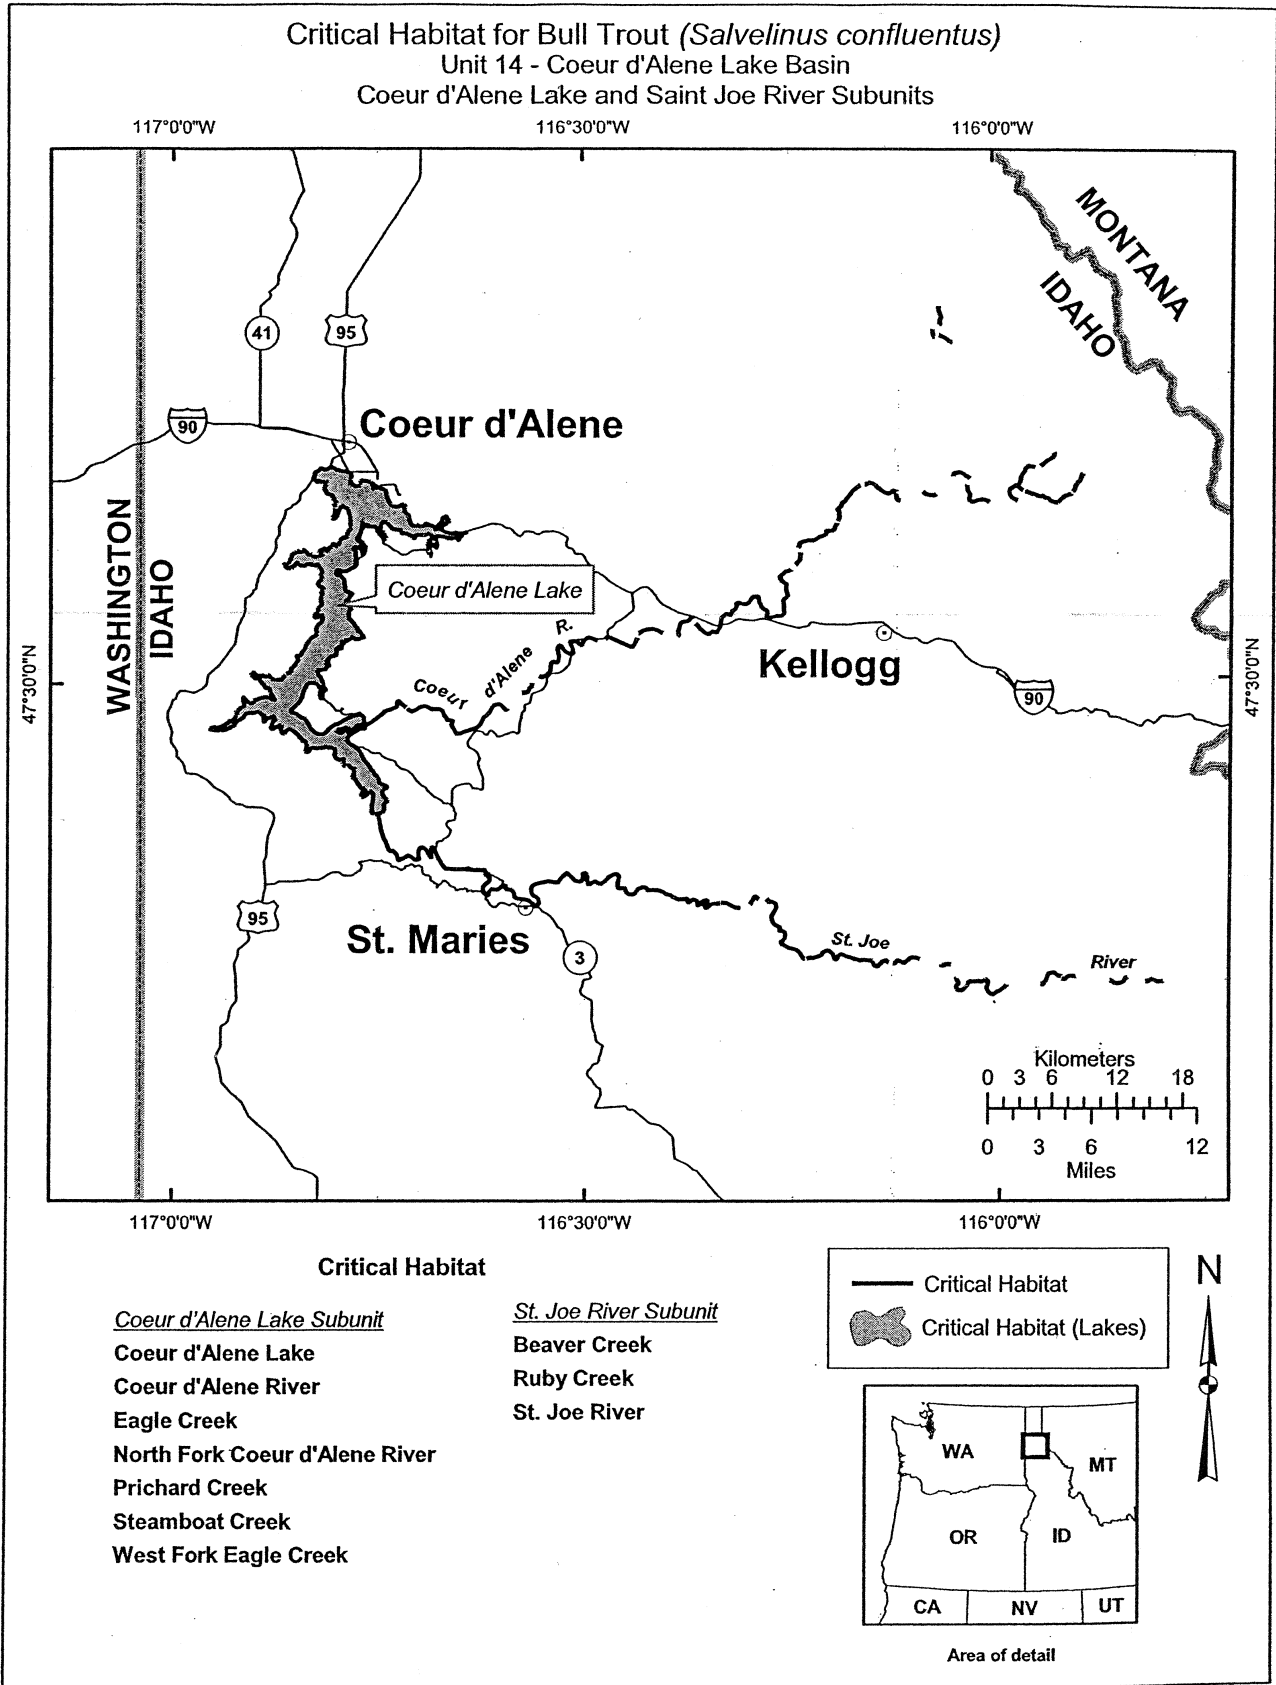 Critical Habitat for Bull Trout (Salvelinus confluentus)
Unit 14 - Coeur d'Alene Lake Basin
Coeur d'Alene Lake and Saint Joe River Subunits
117°0'0"W
116°30'0"W
116°0'0"W
MONTANA
IDAHO
41
95
90
Coeur d'Alene
WASHINGTON
IDAHO
Coeur d'Alene Lake
Coeur d'Alene R.
Kellogg
90
47°30'0"N
47°30'0"N
95
St. Maries
3
St. Joe River
Kilometers
0 3 6 12 18
0 3 6 12
Miles
117°0'0"W
116°30'0"W
116°0'0"W
Critical Habitat
Coeur d'Alene Lake Subunit
Coeur d'Alene Lake
Coeur d'Alene River
Eagle Creek
North Fork Coeur d'Alene River
Prichard Creek
Steamboat Creek
West Fork Eagle Creek
St. Joe River Subunit
Beaver Creek
Ruby Creek
St. Joe River
Critical Habitat
Critical Habitat (Lakes)
N
WA
MT
OR
ID
CA
NV
UT
Area of detail